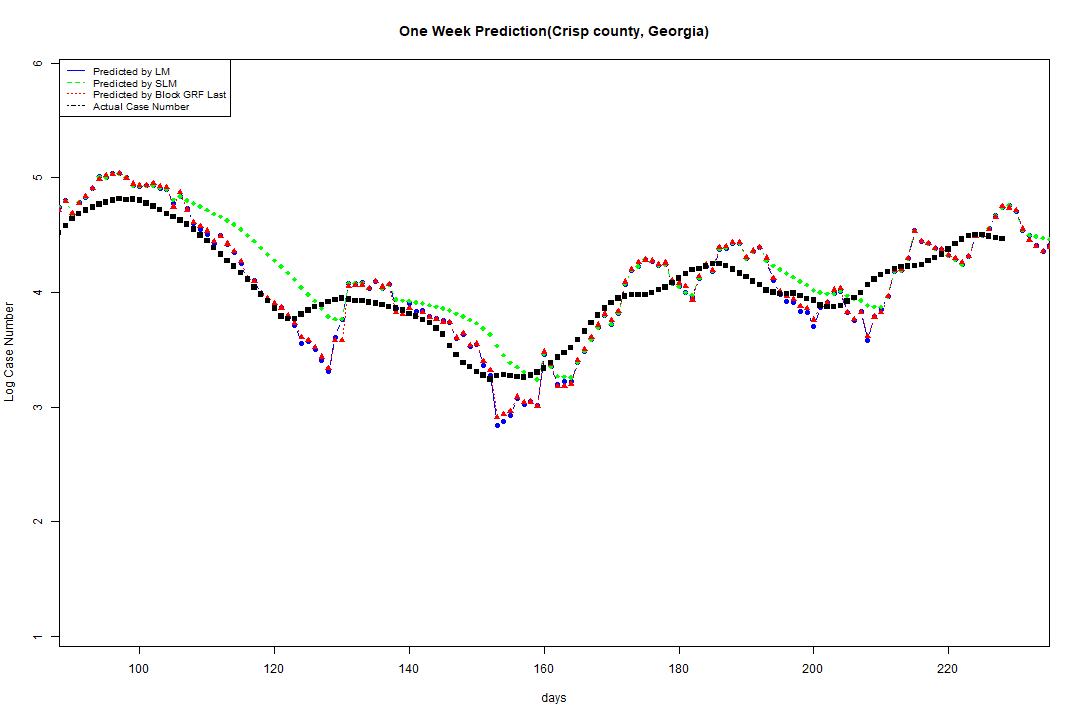 One Week Prediction(Crisp county, Georgia)
6
Predicted by LM
Predicted by SLM
Predicted by Block GRF Last
Actual Case Number
5
4
3
2
1
Log Case Number
100 120 140 160 180 200 220
days